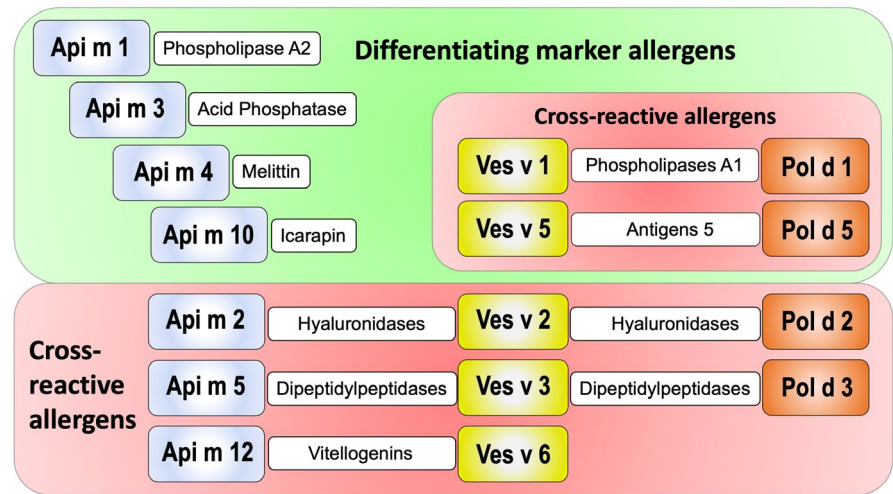 Api m 1 Phospholipase A2 Differentiating marker allergens
Api m 3 Acid Phosphatase
Cross-reactive allergens
Api m 4 Melittin Ves v 1 Phospholipases A1 Pol d 1
Api m 10 Icarapin Ves v 5 Antigens 5 Pol d 5
Cross-
reactive
allergens
Api m 2 Hyaluronidases Ves v 2 Hyaluronidases Pol d 2
Api m 5 Dipeptidylpeptidases Ves v 3 Dipeptidylpeptidases Pol d 3
Api m 12 Vitellogenins Ves v 6